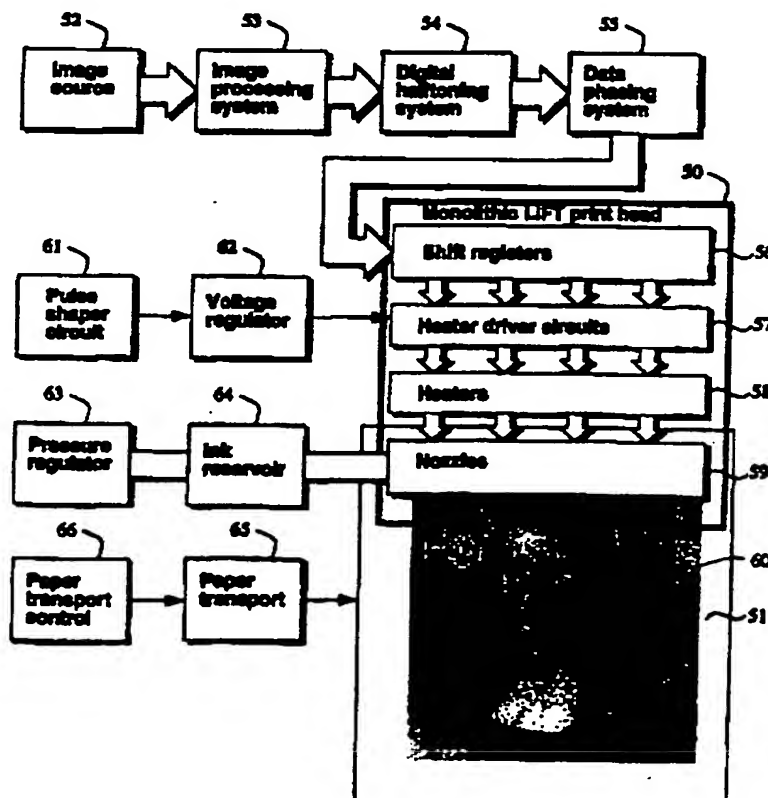 52
53
54
55
Image
source
Image
processing
system
Digital
halftoning
system
Data
phasing
system
50
Monolithic LIFT print head
Shift registers
56
61
62
Pulse
shaper
circuit
Voltage
regulator
Heater driver circuits
57
Heaters
58
63
64
Pressure
regulator
Ink
reservoir
Nozzles
59
66
65
Paper
transport
control
Paper
transport
60
51